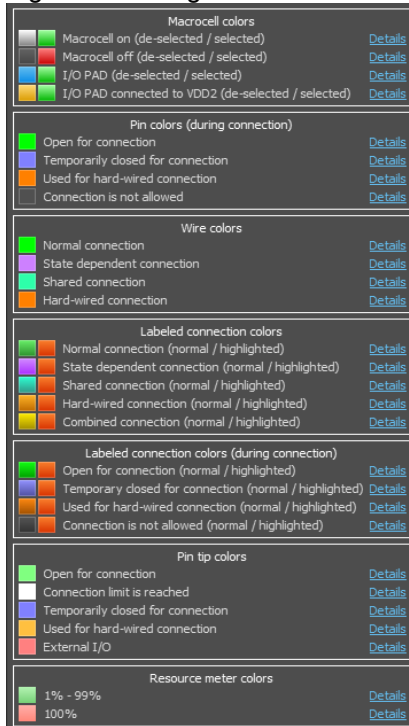 Macrocell colors
Macrocell on (de-selected / selected) Details
Macrocell off (de-selected / selected) Details
I/O PAD (de-selected / selected) Details
I/O PAD connected to VDD2 (de-selected / selected) Details
Pin colors (during connection)
Open for connection Details
Temporarily closed for connection Details
Used for hard-wired connection Details
Connection is not allowed Details
Wire colors
Normal connection Details
State dependent connection Details
Shared connection Details
Hard-wired connection Details
Labeled connection colors
Normal connection (normal / highlighted) Details
State dependent connection (normal / highlighted) Details
Shared connection (normal / highlighted) Details
Hard-wired connection (normal / highlighted) Details
Combined connection (normal / highlighted) Details
Labeled connection colors (during connection)
Open for connection (normal / highlighted) Details
Temporary closed for connection (normal / highlighted) Details
Used for hard-wired connection (normal / highlighted) Details
Connection is not allowed (normal / highlighted) Details
Pin tip colors
Open for connection Details
Connection limit is reached Details
Temporarily closed for connection Details
Used for hard-wired connection Details
External I/O Details
Resource meter colors
1% - 99% Details
100% Details